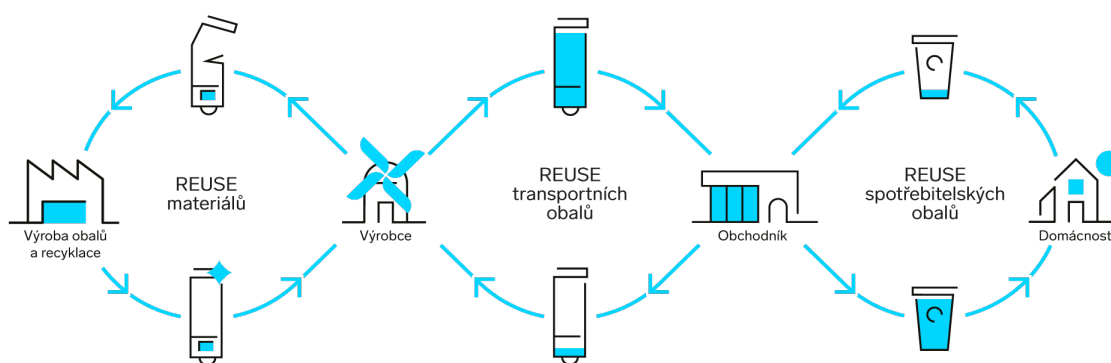 REUSE
materiálů
REUSE
transportních
obalů
REUSE
spotřebitelských
obalů
Výroba obalů
a recyklace
Výrobce
Obchodník
Domácnost